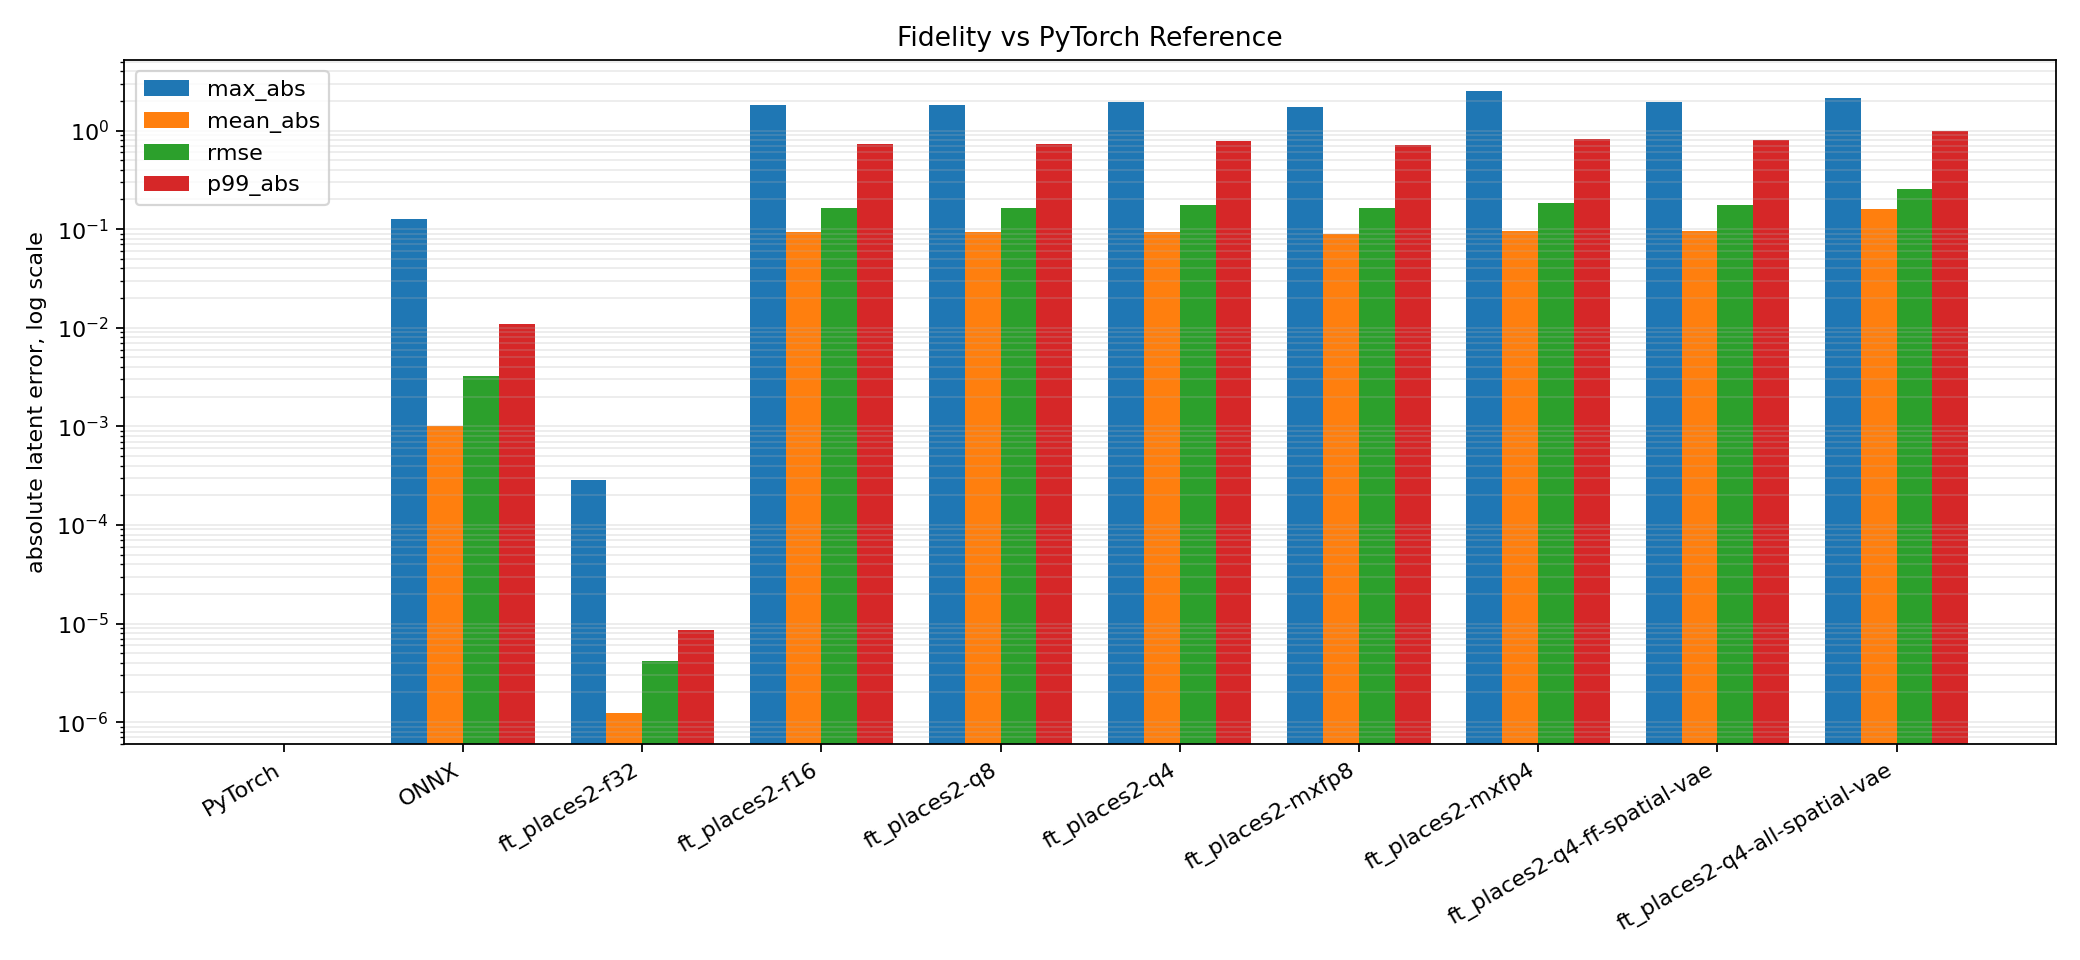 Fidelity vs PyTorch Reference
max_abs
mean_abs
rmse
p99_abs
absolute latent error, log scale
10⁰
10⁻¹
10⁻²
10⁻³
10⁻⁴
10⁻⁵
10⁻⁶
PyTorch
ONNX
ft_places2-f32
ft_places2-f16
ft_places2-q8
ft_places2-q4
ft_places2-mxfp8
ft_places2-mxfp4
ft_places2-q4-ff-spatial-vae
ft_places2-q4-all-spatial-vae